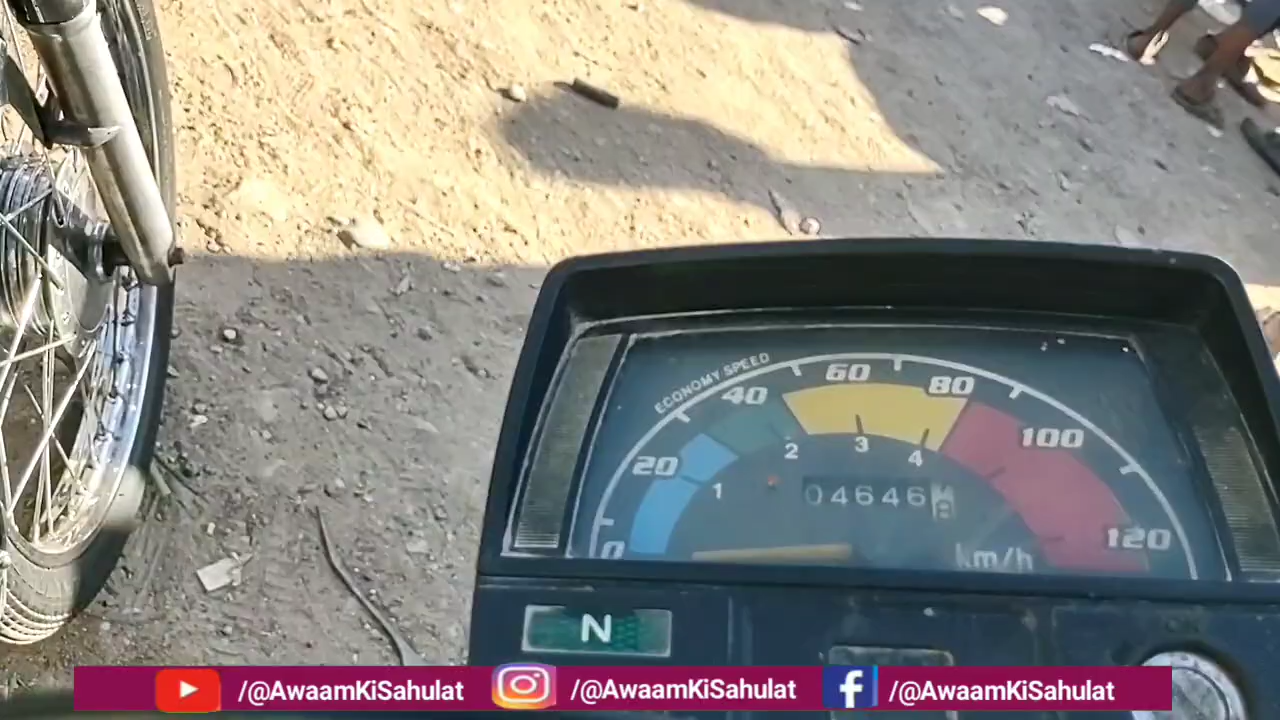 ECONOMY SPEED
0 20 40 60 80 100 120
1 2 3 4
04646
km/h
N
/@AwaamKiSahulat /@AwaamKiSahulat /@AwaamKiSahulat